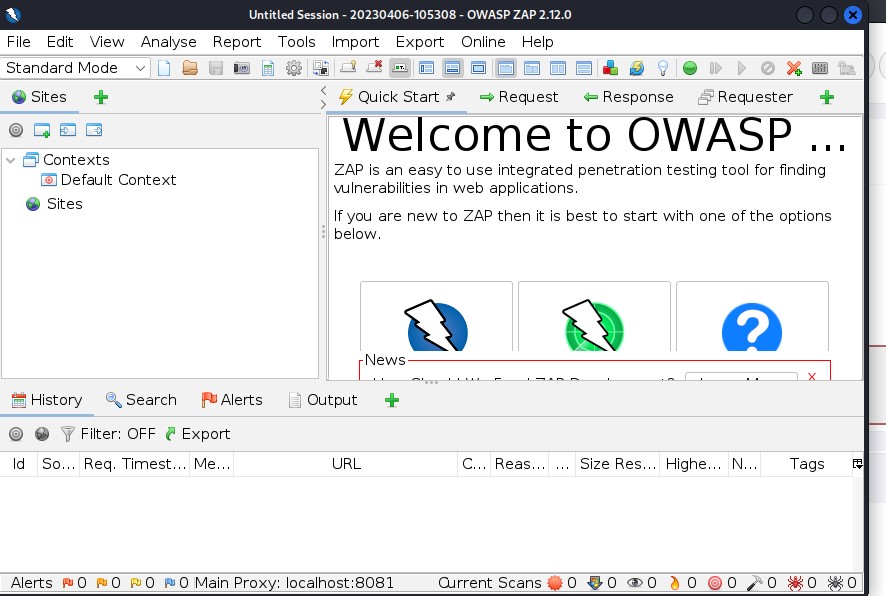 Untitled Session - 20230406-105308 - OWASP ZAP 2.12.0
File Edit View Analyse Report Tools Import Export Online Help
Standard Mode
Sites
Quick Start Request Response Requester
Contexts
Default Context
Sites
Welcome to OWASP ...
ZAP is an easy to use integrated penetration testing tool for finding
vulnerabilities in web applications.
If you are new to ZAP then it is best to start with one of the options
below.
News
History Search Alerts Output
Filter: OFF Export
Id So... Req. Timest... Me... URL C... Reas... ... Size Res... Highe... N... Tags
Alerts 0 0 0 0 Main Proxy: localhost:8081 Current Scans 0 0 0 0 0 0 0 0